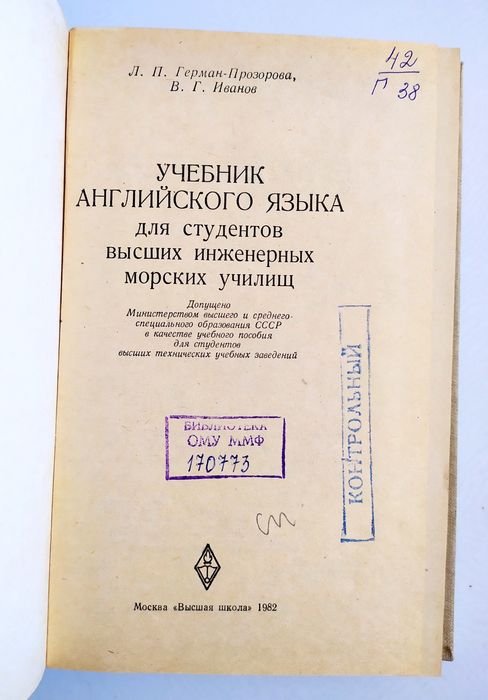 Л. П. Герман-Прозорова,
В. Г. Иванов
42
П 38
УЧЕБНИК
АНГЛИЙСКОГО ЯЗЫКА
для студентов
высших инженерных
морских училищ
Допущено
Министерством высшего и среднего
специального образования СССР
в качестве учебного пособия
для студентов
высших технических учебных заведений
КОНТРОЛЬНЫЙ
БИБЛИОТЕКА
ОМУ ММФ
170773
Москва «Высшая школа» 1982